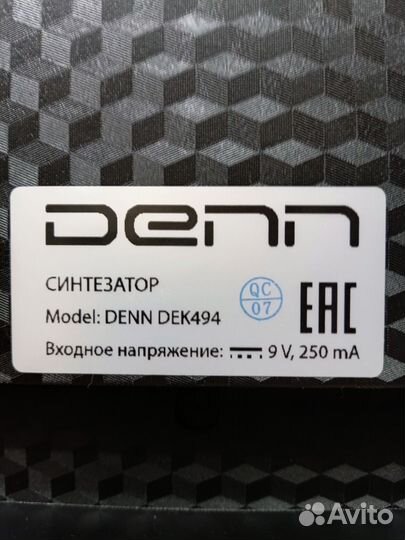 Denn
СИНТЕЗАТОР
QC
07
Model: DENN DEK494
EAC
Входное напряжение: 9 V, 250 mA
Avito